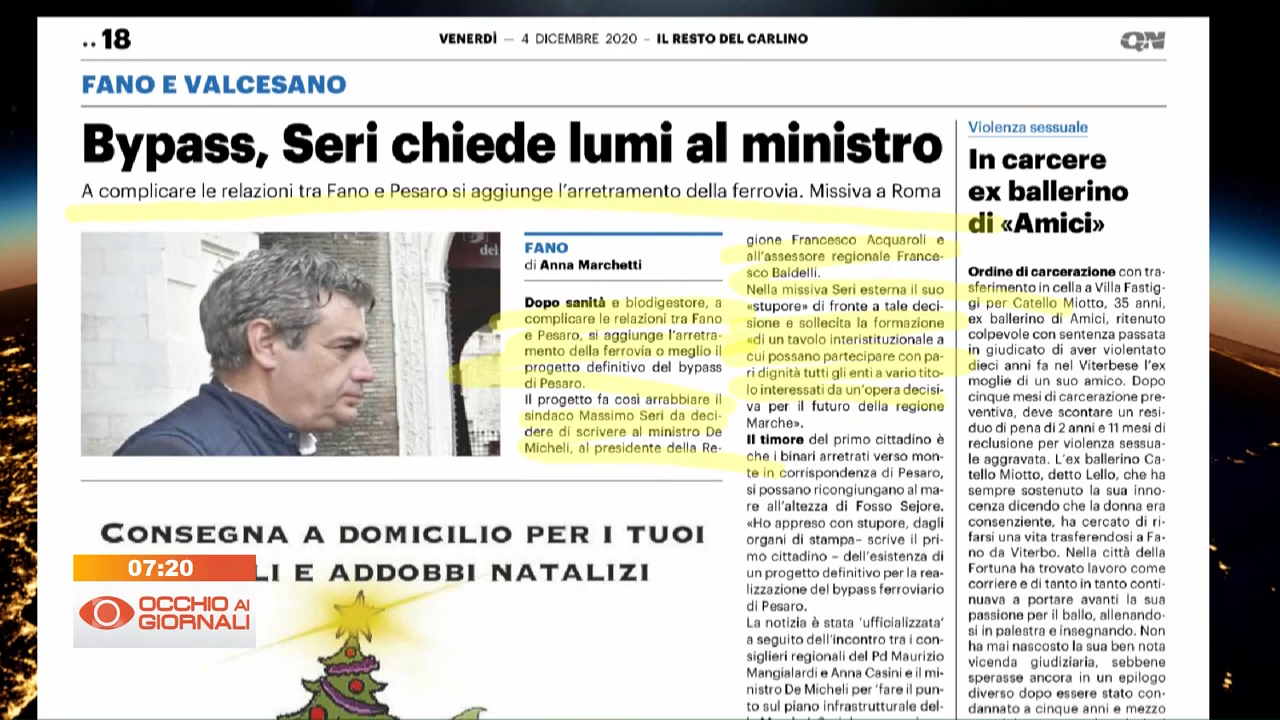 .. 18
VENERDÌ — 4 DICEMBRE 2020 – IL RESTO DEL CARLINO
QN
FANO E VALCESANO
Bypass, Seri chiede lumi al ministro
A complicare le relazioni tra Fano e Pesaro si aggiunge l'arretramento della ferrovia. Missiva a Roma
del
FANO
di Anna Marchetti
Dopo sanità e biodigestore, a
complicare le relazioni tra Fano
e Pesaro, si aggiunge l'arretra-
mento della ferrovia o meglio il
progetto definitivo del bypass
di Pesaro.
Il progetto fa così arrabbiare il
sindaco Massimo Seri da deci-
dere di scrivere al ministro De
Micheli, al presidente della Re-
gione Francesco Acquaroli e
all'assessore regionale France-
sco Baldelli.
Nella missiva Seri esterna il suo
«stupore» di fronte a tale deci-
sione e sollecita la formazione
«di un tavolo interistituzionale a
cui possano partecipare con pa-
ri dignità tutti gli enti a vario tito-
lo interessati da un'opera decisi-
va per il futuro della regione
Marche».
Il timore del primo cittadino è
che i binari arretrati verso mon-
te in corrispondenza di Pesaro,
si possano ricongiungano al ma-
re all'altezza di Fosso Sejore.
«Ho appreso con stupore, dagli
organi di stampa– scrive il pri-
mo cittadino – dell'esistenza di
un progetto definitivo per la rea-
lizzazione del bypass ferroviario
di Pesaro.
La notizia è stata 'ufficializzata'
a seguito dell'incontro tra i con-
siglieri regionali del Pd Maurizio
Mangialardi e Anna Casini e il mi-
nistro De Micheli per 'fare il pun-
to sul piano infrastrutturale del-
Violenza sessuale
In carcere
ex ballerino
di «Amici»
Ordine di carcerazione con tra-
sferimento in cella a Villa Fastig-
gi per Catello Miotto, 35 anni,
ex ballerino di Amici, ritenuto
colpevole con sentenza passata
in giudicato di aver violentato
dieci anni fa nel Viterbese l'ex
moglie di un suo amico. Dopo
cinque mesi di carcerazione pre-
ventiva, deve scontare un resi-
duo di pena di 2 anni e 11 mesi di
reclusione per violenza sessua-
le aggravata. L'ex ballerino Ca-
tello Miotto, detto Lello, che ha
sempre sostenuto la sua inno-
cenza dicendo che la donna era
consenziente, ha cercato di ri-
farsi una vita trasferendosi a Fa-
no da Viterbo. Nella città della
Fortuna ha trovato lavoro come
corriere e di tanto in tanto conti-
nuava a portare avanti la sua
passione per il ballo, allenando-
si in palestra e insegnando. Non
ha mai nascosto la sua ben nota
vicenda giudiziaria, sebbene
sperasse ancora in un epilogo
diverso dopo essere stato con-
dannato a cinque anni e mezzo
CONSEGNA A DOMICILIO PER I TUOI
LI E ADDOBBI NATALIZI
07:20
OCCHIO AI
GIORNALI